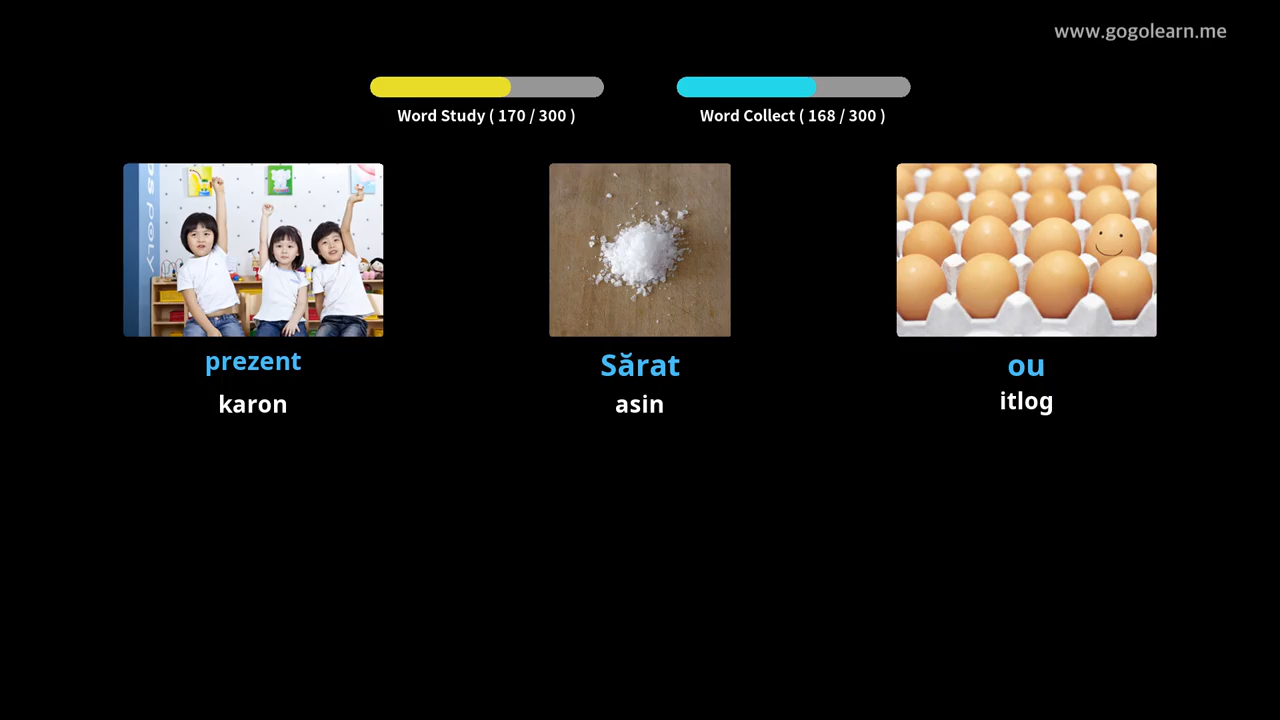 www.gogolearn.me
Word Study ( 170 / 300 )
Word Collect ( 168 / 300 )
prezent
Sărat
ou
karon
asin
itlog